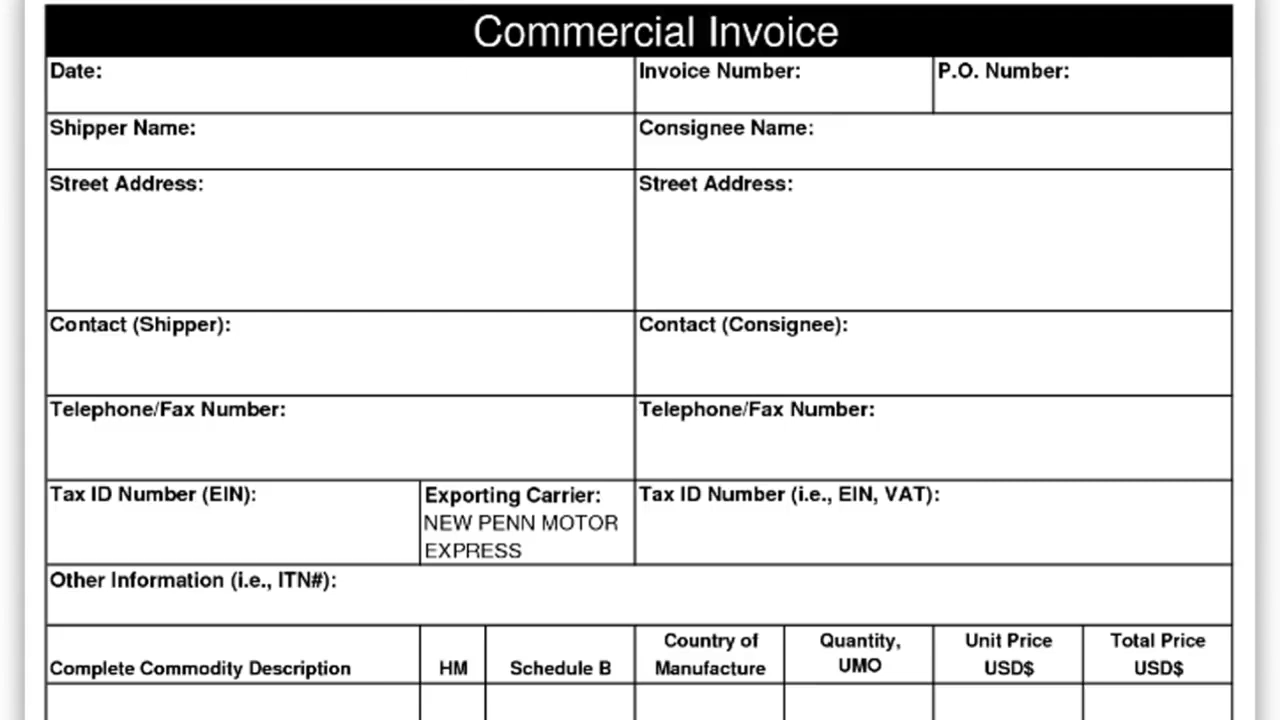 Commercial Invoice
Date:
Invoice Number:
P.O. Number:
Shipper Name:
Consignee Name:
Street Address:
Street Address:
Contact (Shipper):
Contact (Consignee):
Telephone/Fax Number:
Telephone/Fax Number:
Tax ID Number (EIN):
Exporting Carrier:
NEW PENN MOTOR
EXPRESS
Tax ID Number (i.e., EIN, VAT):
Other Information (i.e., ITN#):
Complete Commodity Description
HM
Schedule B
Country of
Manufacture
Quantity,
UMO
Unit Price
USD$
Total Price
USD$